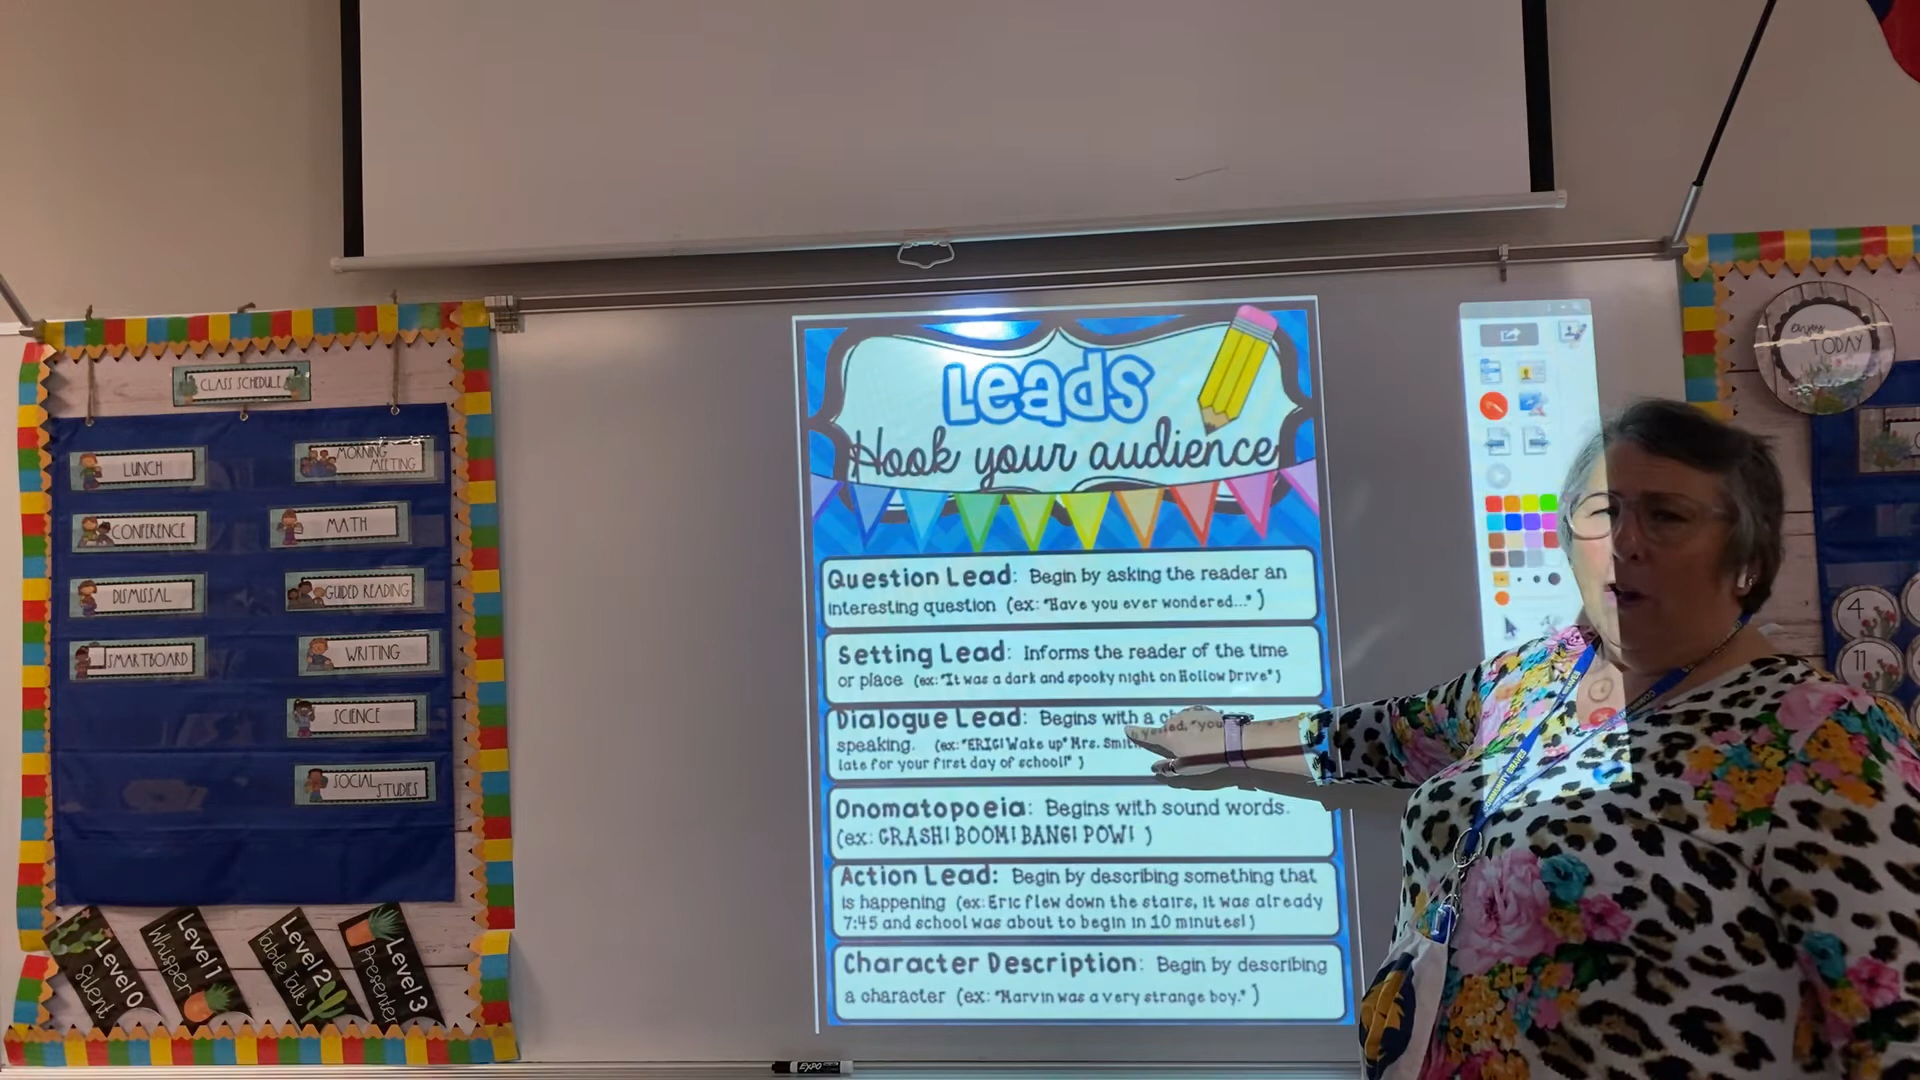 CLASS SCHEDULE
LUNCH
MORNING
MEETING
CONFERENCE
MATH
DISMISSAL
GUIDED READING
SMARTBOARD
WRITING
SCIENCE
SOCIAL
STUDIES
Level 0
Silent
Level 1
Whisper
Level 2
Table Talk
Level 3
Presenter
Leads
Hook your audience
Question Lead: Begin by asking the reader an
interesting question (ex: "Have you ever wondered..." )
Setting Lead: Informs the reader of the time
or place (ex: "It was a dark and spooky night on Hollow Drive" )
Dialogue Lead: Begins with a
speaking. (ex: "ERIC! Wake up" Mrs. Smith yelled, "you
late for your first day of school!" )
Onomatopoeia: Begins with sound words.
(ex: CRASH! BOOM! BANG! POW! )
Action Lead: Begin by describing something that
is happening (ex: Eric flew down the stairs, it was already
7:45 and school was about to begin in 10 minutes! )
Character Description: Begin by describing
a character (ex: "Marvin was a very strange boy." )
EXPO
TODAY
4
11
COMMUNITY BRAVES